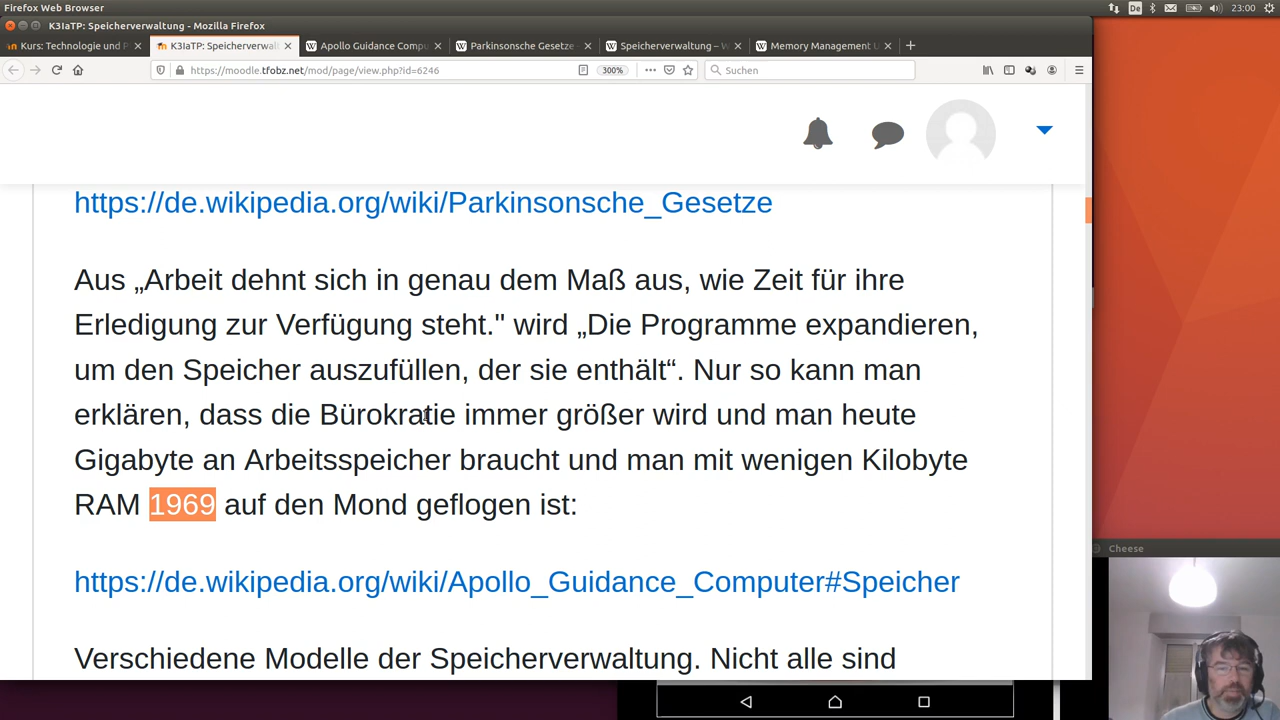 Firefox Web Browser
De
23:00
K3IaTP: Speicherverwaltung - Mozilla Firefox
Kurs: Technologie und P
K3IaTP: Speicherverwal
Apollo Guidance Compu
Parkinsonsche Gesetze
Speicherverwaltung – W
Memory Management U
https://moodle.tfobz.net/mod/page/view.php?id=6246
300%
Suchen
https://de.wikipedia.org/wiki/Parkinsonsche_Gesetze
Aus „Arbeit dehnt sich in genau dem Maß aus, wie Zeit für ihre
Erledigung zur Verfügung steht." wird „Die Programme expandieren,
um den Speicher auszufüllen, der sie enthält“. Nur so kann man
erklären, dass die Bürokratie immer größer wird und man heute
Gigabyte an Arbeitsspeicher braucht und man mit wenigen Kilobyte
RAM 1969 auf den Mond geflogen ist:
https://de.wikipedia.org/wiki/Apollo_Guidance_Computer#Speicher
Verschiedene Modelle der Speicherverwaltung. Nicht alle sind
Cheese